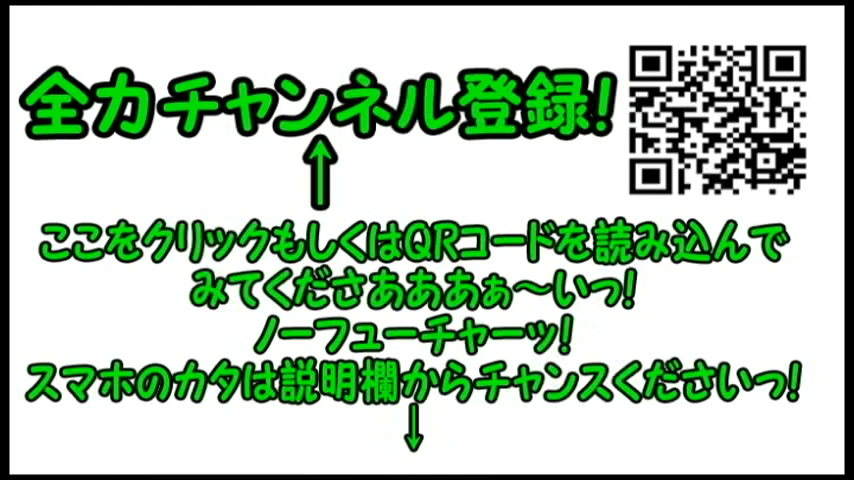 全力チャンネル登録!
↑
ここをクリックもしくはQRコードを読み込んで
みてくださあああぁ〜いっ!
ノーフューチャーッ!
スマホのカタは説明欄からチャンスくださいっ!
↓